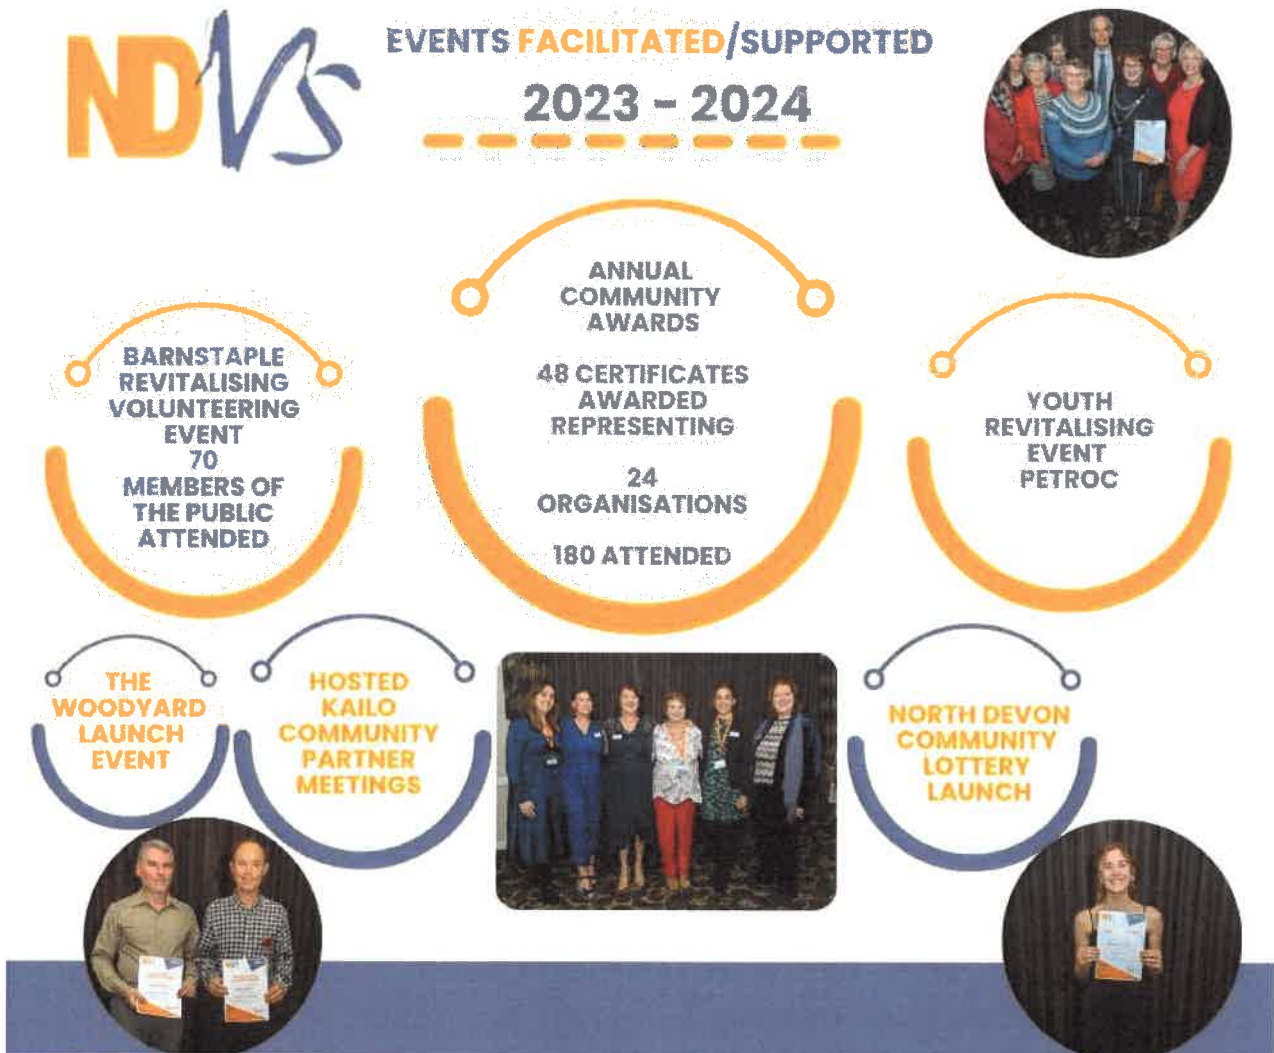 NDVS
EVENTS FACILITATED/SUPPORTED
2023 - 2024
ANNUAL
COMMUNITY
AWARDS
48 CERTIFICATES
AWARDED
REPRESENTING
24
ORGANISATIONS
180 ATTENDED
BARNSTAPLE
REVITALISING
VOLUNTEERING
EVENT
70
MEMBERS OF
THE PUBLIC
ATTENDED
YOUTH
REVITALISING
EVENT
PETROC
THE
WOODYARD
LAUNCH
EVENT
HOSTED
KAILO
COMMUNITY
PARTNER
MEETINGS
NORTH DEVON
COMMUNITY
LOTTERY
LAUNCH